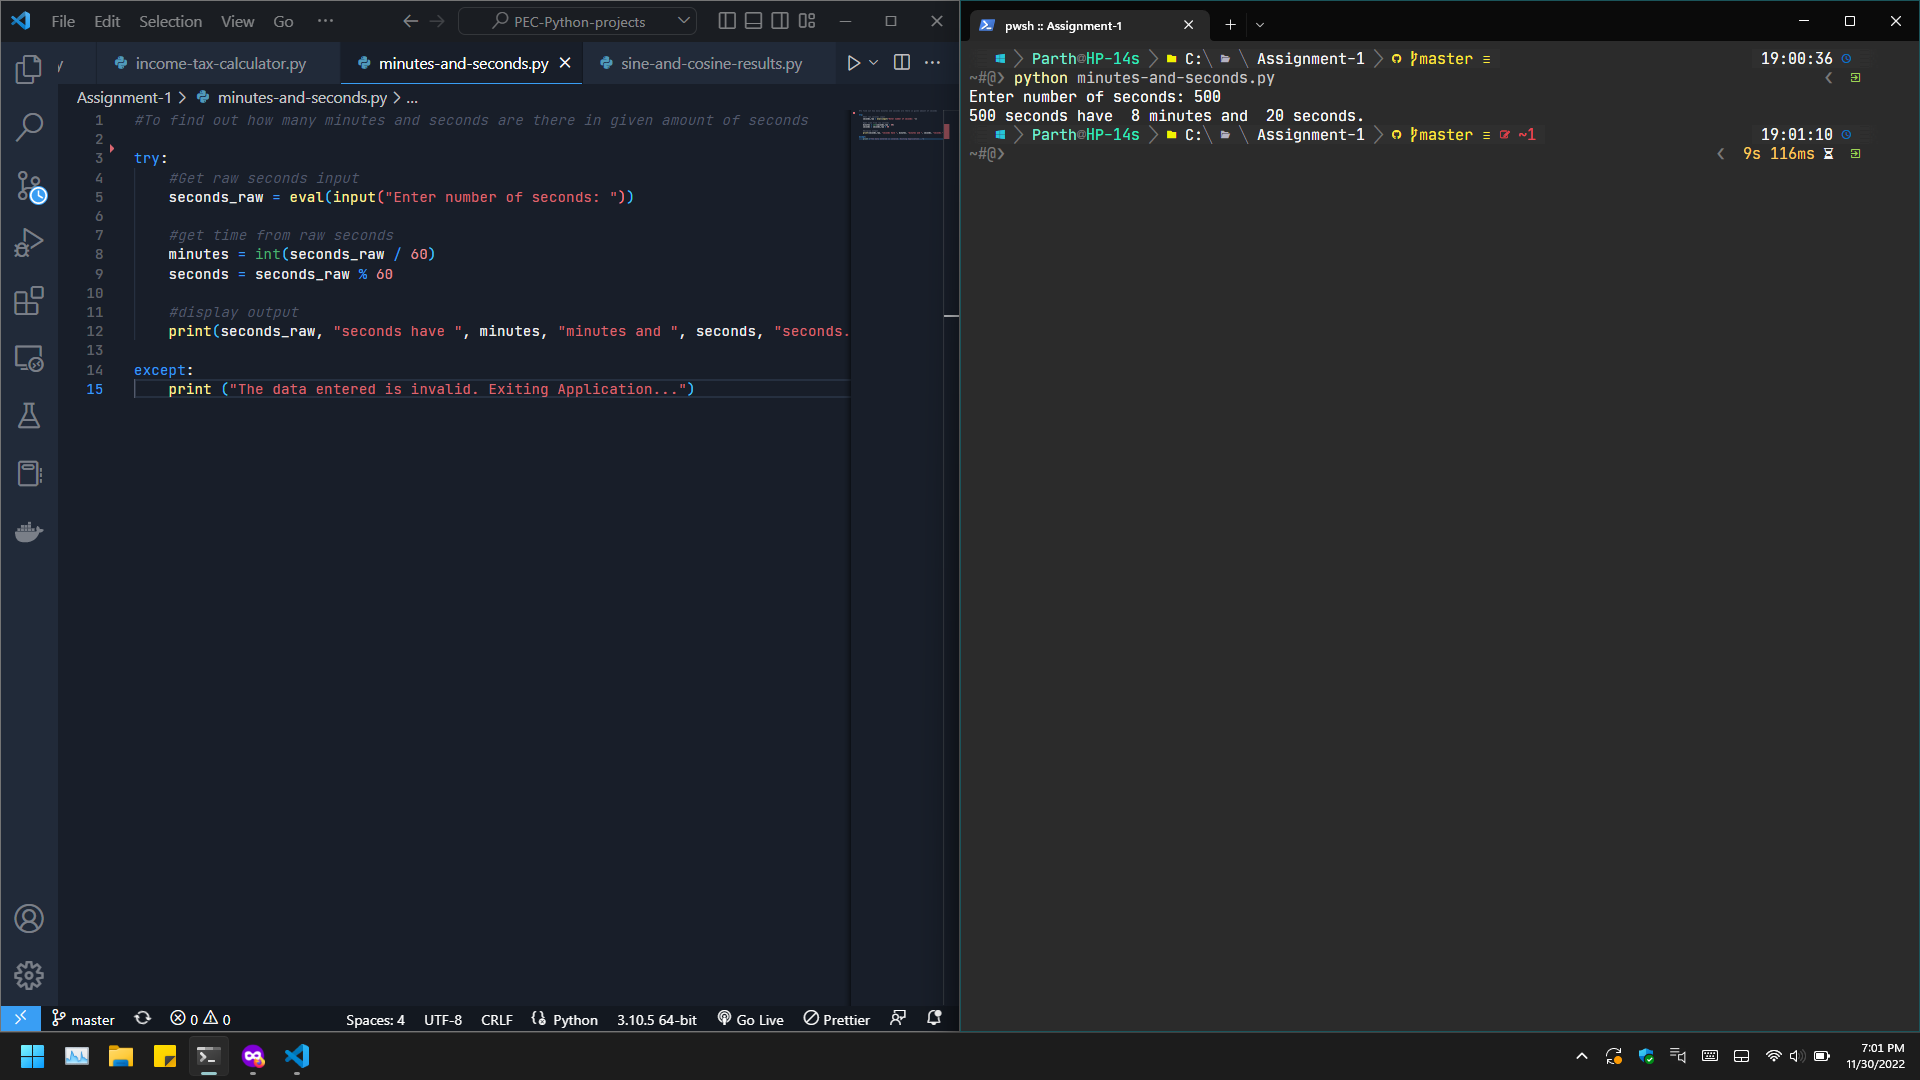 File Edit Selection View Go ... PEC-Python-projects
y income-tax-calculator.py minutes-and-seconds.py sine-and-cosine-results.py
Assignment-1 > minutes-and-seconds.py > ...
1 #To find out how many minutes and seconds are there in given amount of seconds
2
3 try:
4 #Get raw seconds input
5 seconds_raw = eval(input("Enter number of seconds: "))
6
7 #get time from raw seconds
8 minutes = int(seconds_raw / 60)
9 seconds = seconds_raw % 60
10
11 #display output
12 print(seconds_raw, "seconds have ", minutes, "minutes and ", seconds, "seconds.
13
14 except:
15 print ("The data entered is invalid. Exiting Application...")
master 0 0 Spaces: 4 UTF-8 CRLF Python 3.10.5 64-bit Go Live Prettier
pwsh :: Assignment-1
Parth@HP-14s > C:\ \ Assignment-1 > master ≡ 19:00:36
~#@❯ python minutes-and-seconds.py
Enter number of seconds: 500
500 seconds have  8 minutes and  20 seconds.
Parth@HP-14s > C:\ \ Assignment-1 > master ≡ ~1 19:01:10
~#@❯ 9s 116ms
7:01 PM
11/30/2022